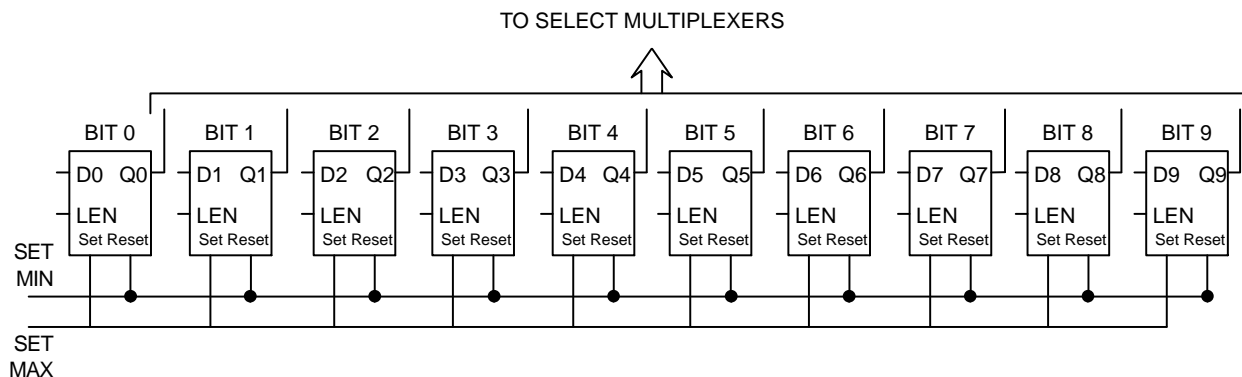 TO SELECT MULTIPLEXERS
BIT 0 BIT 1 BIT 2 BIT 3 BIT 4 BIT 5 BIT 6 BIT 7 BIT 8 BIT 9
D0 Q0 D1 Q1 D2 Q2 D3 Q3 D4 Q4 D5 Q5 D6 Q6 D7 Q7 D8 Q8 D9 Q9
LEN LEN LEN LEN LEN LEN LEN LEN LEN LEN
Set Reset Set Reset Set Reset Set Reset Set Reset Set Reset Set Reset Set Reset Set Reset Set Reset
SET
MIN
SET
MAX